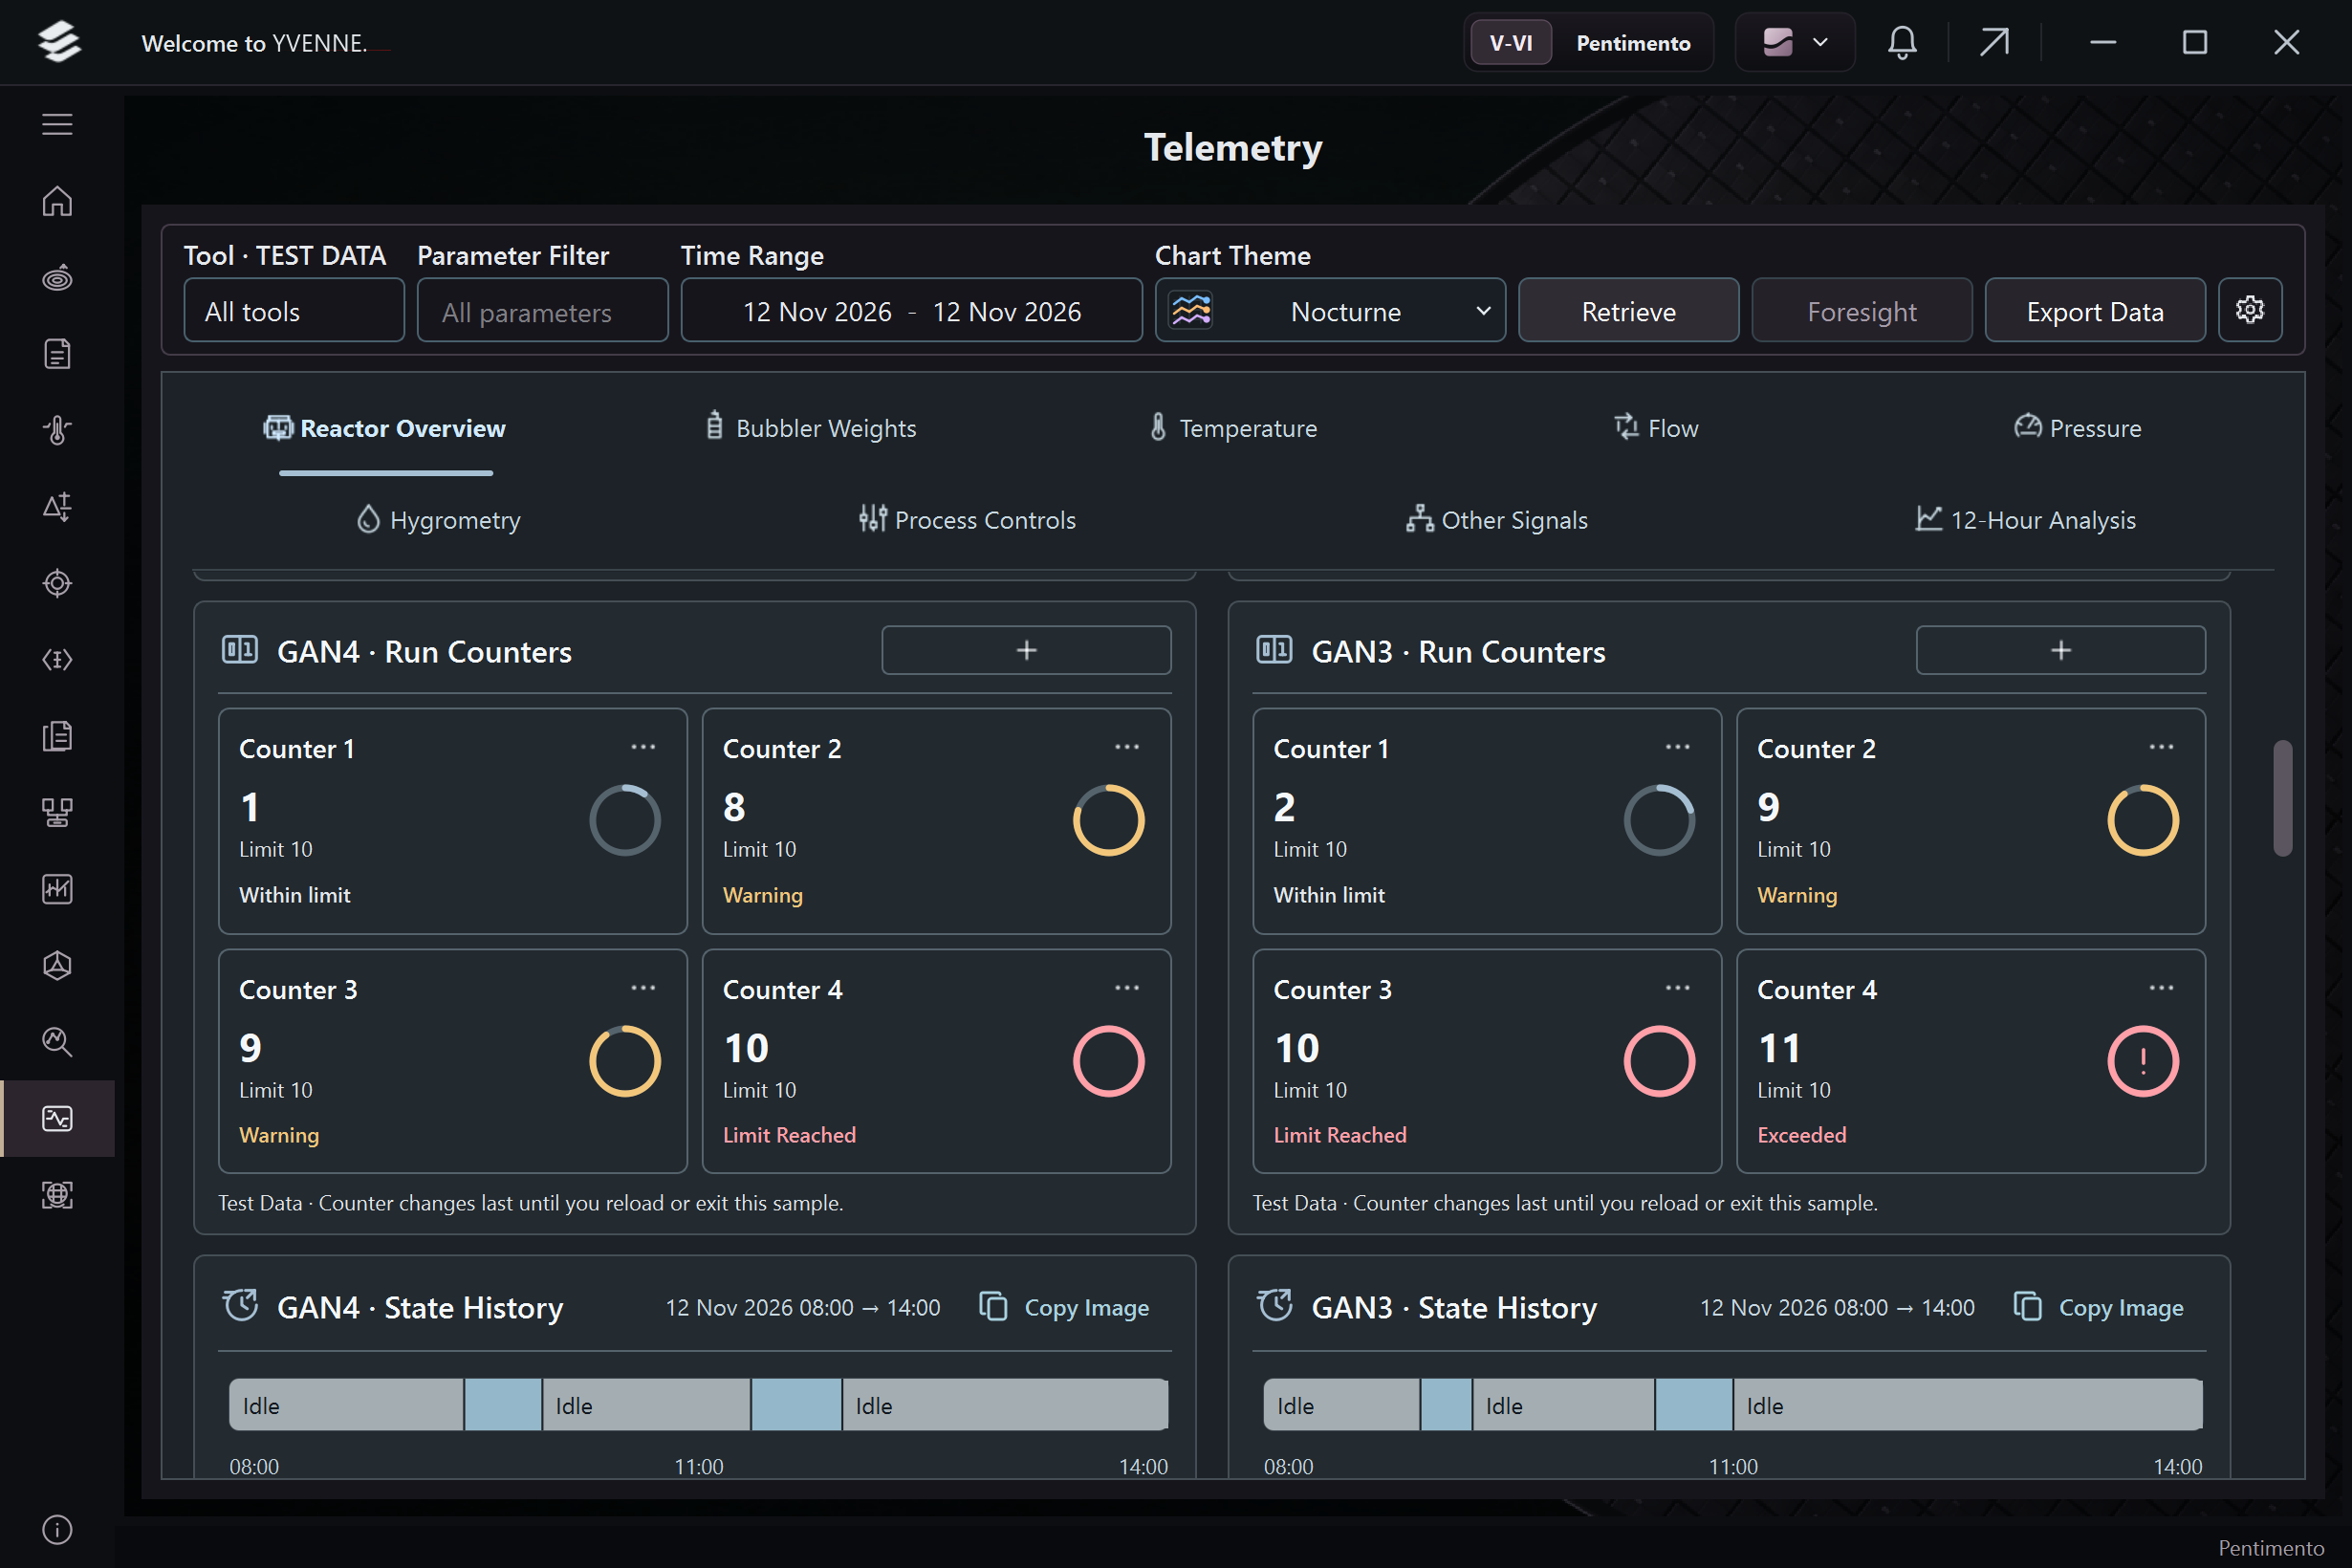 Welcome to YVENNE.
V-VI Pentimento
Telemetry
Tool · TEST DATA Parameter Filter Time Range Chart Theme
All tools All parameters 12 Nov 2026 - 12 Nov 2026 Nocturne Retrieve Foresight Export Data
Reactor Overview Bubbler Weights Temperature Flow Pressure
Hygrometry Process Controls Other Signals 12-Hour Analysis
GAN4 · Run Counters +
Counter 1 ...
1
Limit 10
Within limit
Counter 2 ...
8
Limit 10
Warning
Counter 3 ...
9
Limit 10
Warning
Counter 4 ...
10
Limit 10
Limit Reached
Test Data · Counter changes last until you reload or exit this sample.
GAN3 · Run Counters +
Counter 1 ...
2
Limit 10
Within limit
Counter 2 ...
9
Limit 10
Warning
Counter 3 ...
10
Limit 10
Limit Reached
Counter 4 ...
11
Limit 10
!
Exceeded
Test Data · Counter changes last until you reload or exit this sample.
GAN4 · State History 12 Nov 2026 08:00 → 14:00 Copy Image
Idle Idle Idle
08:00 11:00 14:00
GAN3 · State History 12 Nov 2026 08:00 → 14:00 Copy Image
Idle Idle Idle
08:00 11:00 14:00
Pentimento